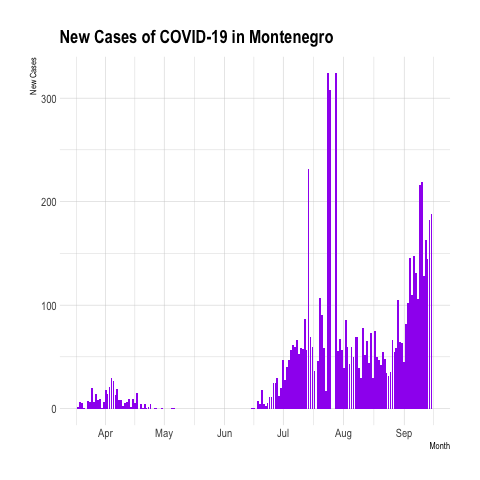 New Cases of COVID-19 in Montenegro
New Cases
300
200
100
0
Apr May Jun Jul Aug Sep
Month